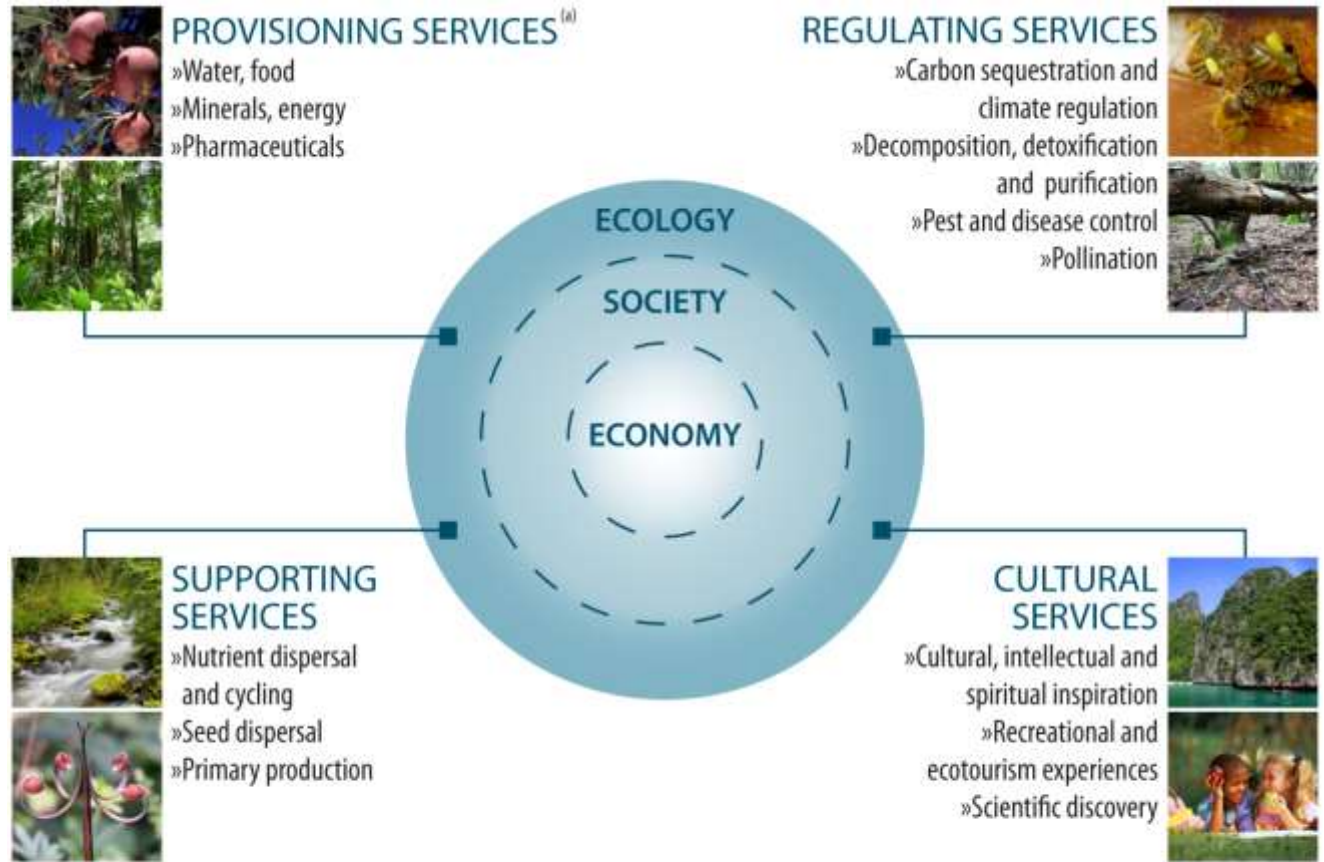 PROVISIONING SERVICES (a)
»Water, food
»Minerals, energy
»Pharmaceuticals
REGULATING SERVICES
»Carbon sequestration and
climate regulation
»Decomposition, detoxification
and purification
»Pest and disease control
»Pollination
ECOLOGY
SOCIETY
ECONOMY
SUPPORTING
SERVICES
»Nutrient dispersal
and cycling
»Seed dispersal
»Primary production
CULTURAL
SERVICES
»Cultural, intellectual and
spiritual inspiration
»Recreational and
ecotourism experiences
»Scientific discovery